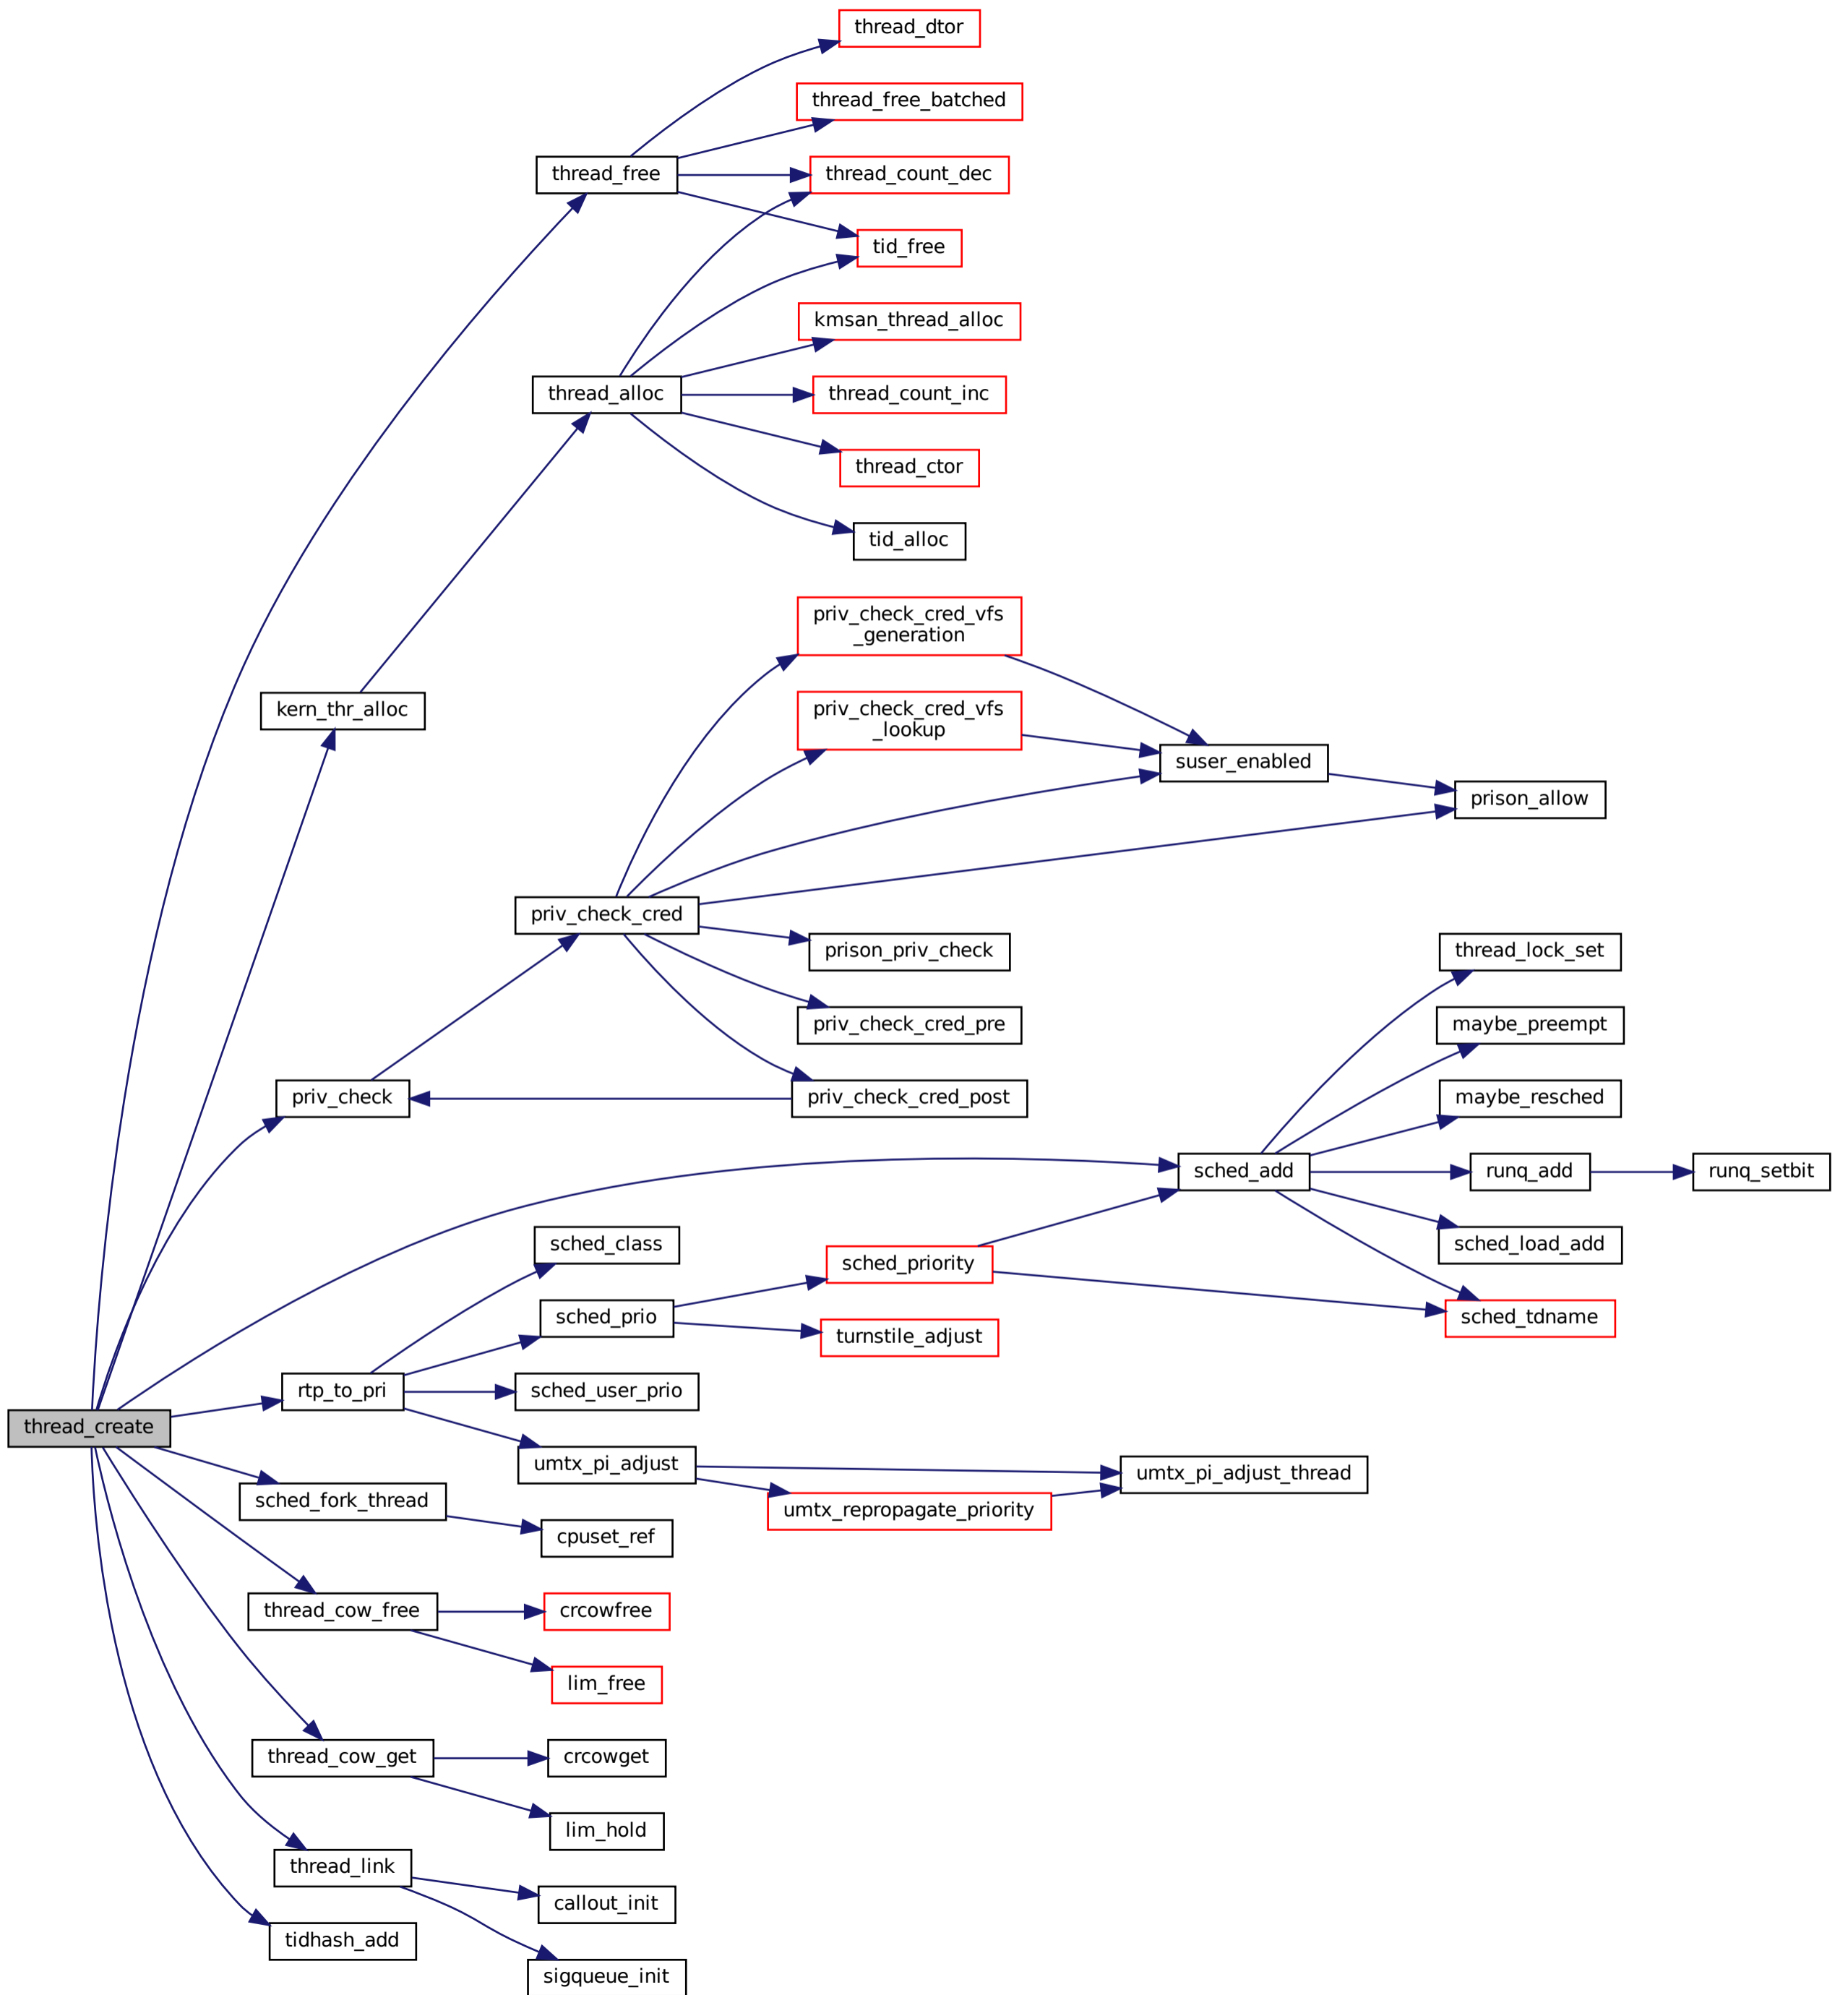 thread_dtor
thread_free_batched
thread_free
thread_count_dec
tid_free
kmsan_thread_alloc
thread_alloc
thread_count_inc
thread_ctor
tid_alloc
priv_check_cred_vfs
_generation
kern_thr_alloc
priv_check_cred_vfs
_lookup
suser_enabled
prison_allow
priv_check_cred
prison_priv_check
thread_lock_set
priv_check_cred_pre
maybe_preempt
priv_check
priv_check_cred_post
maybe_resched
sched_add
runq_add
runq_setbit
sched_class
sched_load_add
sched_priority
sched_prio
sched_tdname
turnstile_adjust
rtp_to_pri
sched_user_prio
thread_create
umtx_pi_adjust
umtx_pi_adjust_thread
sched_fork_thread
umtx_repropagate_priority
cpuset_ref
thread_cow_free
crcowfree
lim_free
thread_cow_get
crcowget
lim_hold
thread_link
callout_init
tidhash_add
sigqueue_init